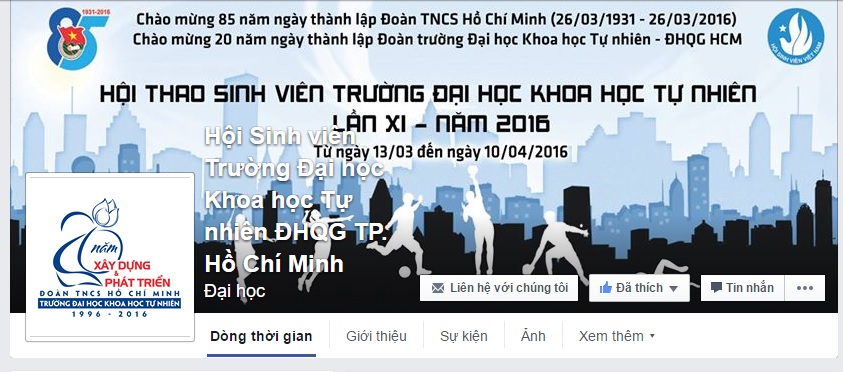 1931-2016
85
Chào mừng 85 năm ngày thành lập Đoàn TNCS Hồ Chí Minh (26/03/1931 - 26/03/2016)
Chào mừng 20 năm ngày thành lập Đoàn trường Đại học Khoa học Tự nhiên - ĐHQG HCM
HỘI SINH VIÊN VIỆT NAM
HỘI THAO SINH VIÊN TRƯỜNG ĐẠI HỌC KHOA HỌC TỰ NHIÊN
LẦN XI - NĂM 2016
Từ ngày 13/03 đến ngày 10/04/2016
Hội Sinh viên
Trường Đại học
Khoa học Tự
nhiên ĐHQG TP.
Hồ Chí Minh
Đại học
20 năm
XÂY DỰNG
&
PHÁT TRIỂN
ĐOÀN TNCS HỒ CHÍ MINH
TRƯỜNG ĐẠI HỌC KHOA HỌC TỰ NHIÊN
1996 - 2016
Liên hệ với chúng tôi
Đã thích
Tin nhắn
Dòng thời gian
Giới thiệu
Sự kiện
Ảnh
Xem thêm